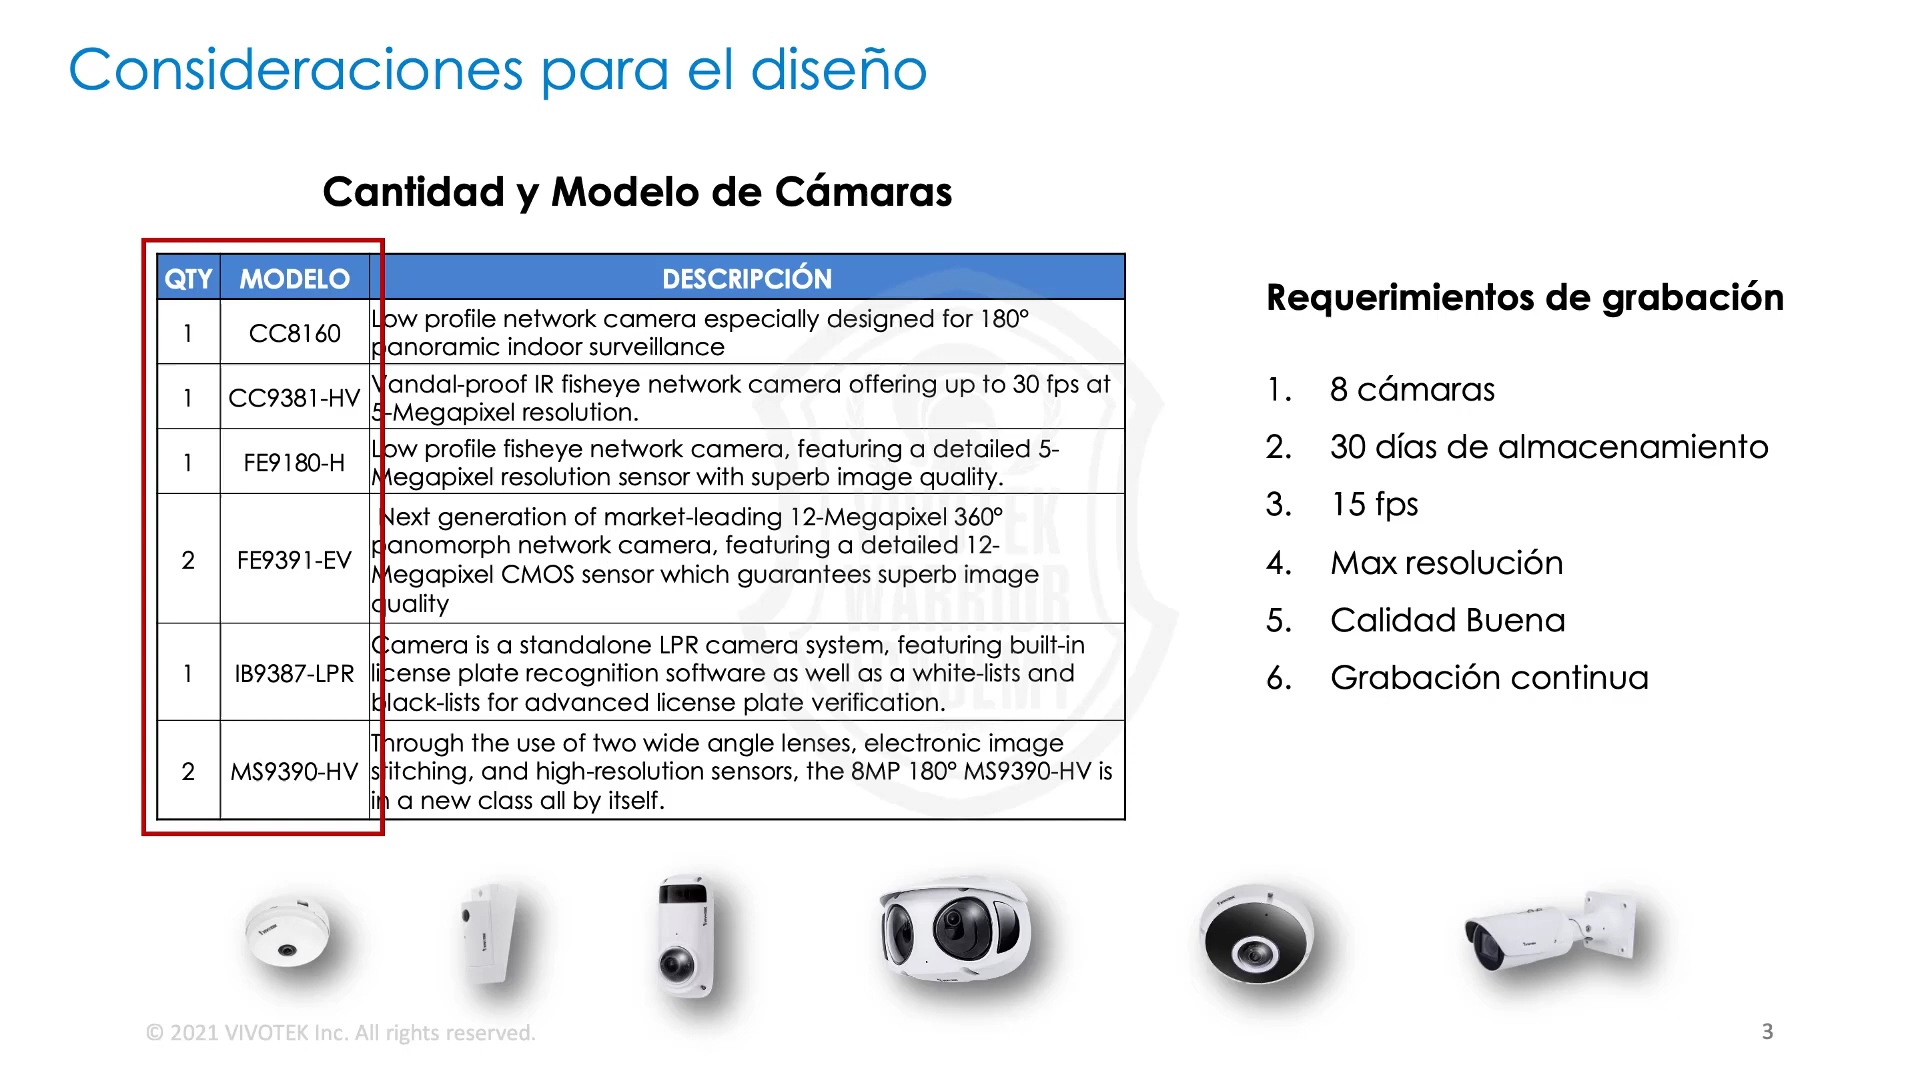 Consideraciones para el diseño
Cantidad y Modelo de Cámaras
QTY MODELO DESCRIPCIÓN
1 CC8160 Low profile network camera especially designed for 180°
panoramic indoor surveillance
1 CC9381-HV Vandal-proof IR fisheye network camera offering up to 30 fps at
5-Megapixel resolution.
1 FE9180-H Low profile fisheye network camera, featuring a detailed 5-
Megapixel resolution sensor with superb image quality.
2 FE9391-EV Next generation of market-leading 12-Megapixel 360°
panomorph network camera, featuring a detailed 12-
Megapixel CMOS sensor which guarantees superb image
quality
1 IB9387-LPR Camera is a standalone LPR camera system, featuring built-in
license plate recognition software as well as a white-lists and
black-lists for advanced license plate verification.
2 MS9390-HV Through the use of two wide angle lenses, electronic image
stitching, and high-resolution sensors, the 8MP 180° MS9390-HV is
in a new class all by itself.
VIVOTEK
WARRIOR
ACADEMY
Requerimientos de grabación
1. 8 cámaras
2. 30 días de almacenamiento
3. 15 fps
4. Max resolución
5. Calidad Buena
6. Grabación continua
© 2021 VIVOTEK Inc. All rights reserved.
3